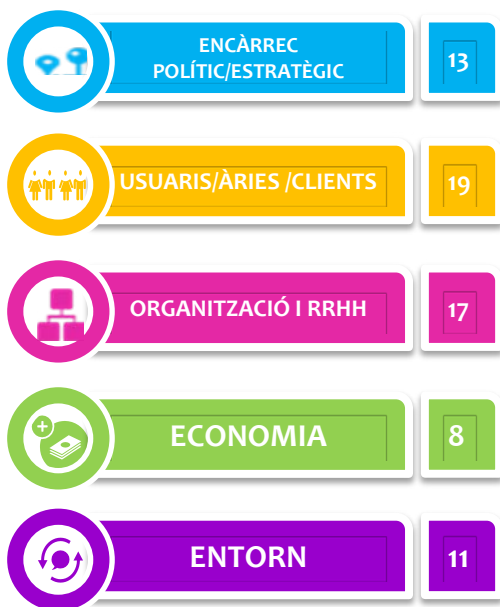 ENCÀRREC
POLÍTIC/ESTRATÈGIC
13
USUARIS/ÀRIES /CLIENTS
19
ORGANITZACIÓ I RRHH
17
ECONOMIA
8
ENTORN
11